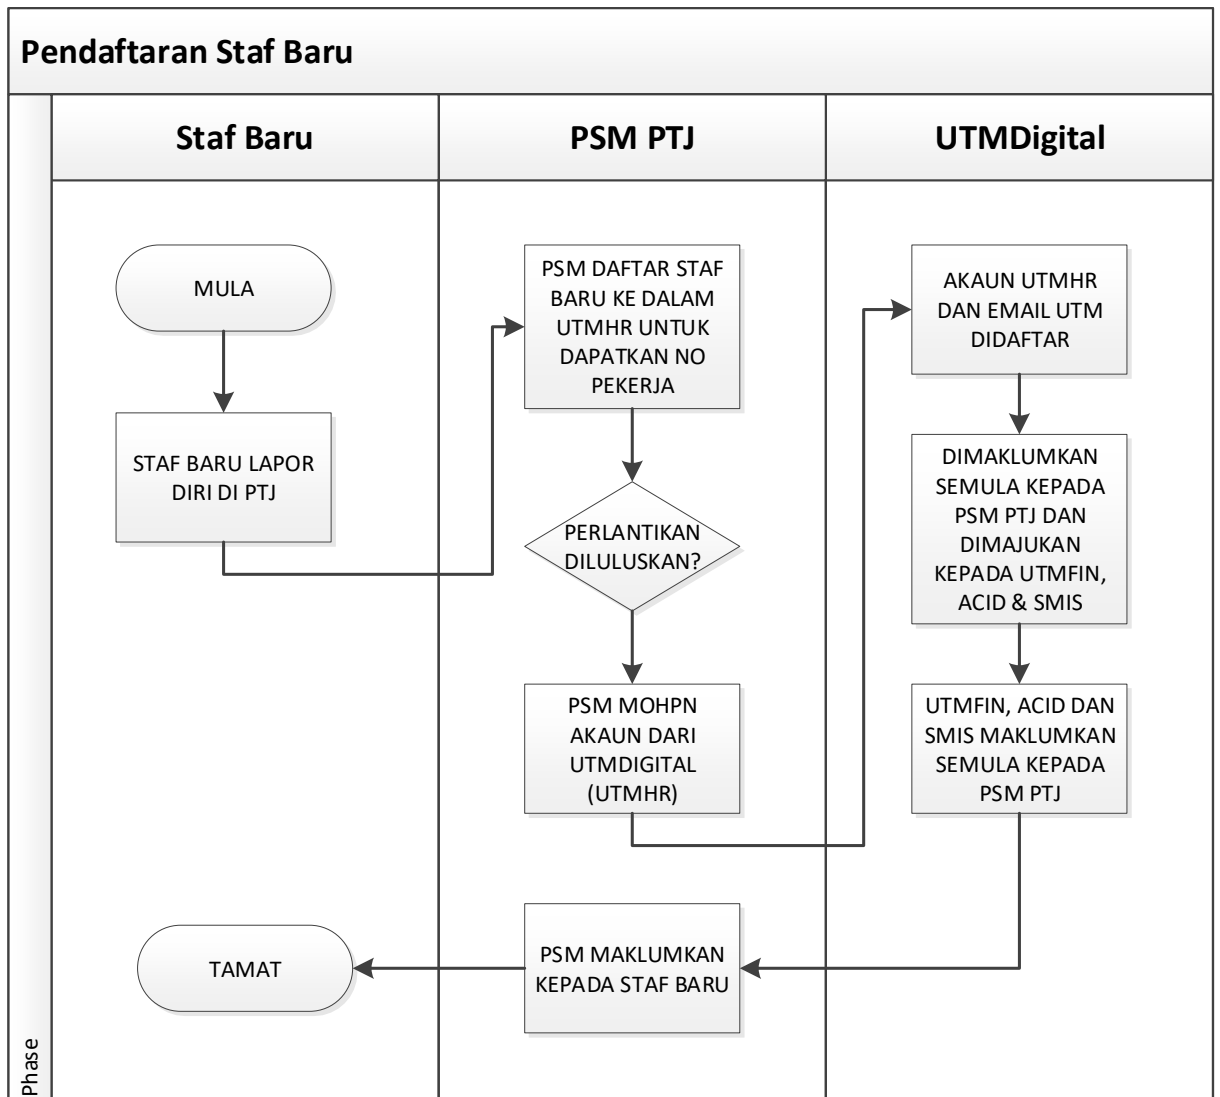 Pendaftaran Staf Baru
Staf Baru
PSM PTJ
UTMDigital
MULA
STAF BARU LAPOR
DIRI DI PTJ
PSM DAFTAR STAF
BARU KE DALAM
UTMHR UNTUK
DAPATKAN NO
PEKERJA
PERLANTIKAN
DILULUSKAN?
PSM MOHPN
AKAUN DARI
UTMDIGITAL
(UTMHR)
AKAUN UTMHR
DAN EMAIL UTM
DIDAFTAR
DIMAKLUMKAN
SEMULA KEPADA
PSM PTJ DAN
DIMAJUKAN
KEPADA UTMFIN,
ACID & SMIS
UTMFIN, ACID DAN
SMIS MAKLUMKAN
SEMULA KEPADA
PSM PTJ
PSM MAKLUMKAN
KEPADA STAF BARU
TAMAT
Phase